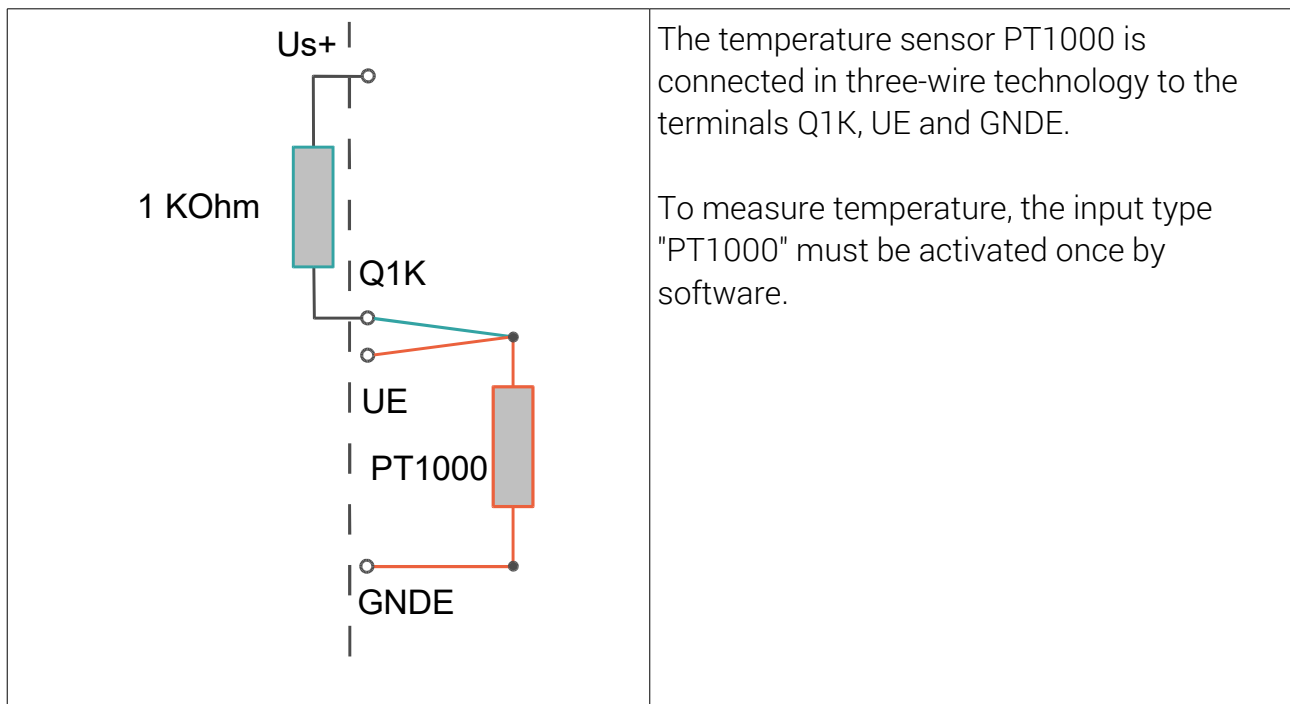 Us+
1 KOhm
Q1K
UE
PT1000
GNDE
The temperature sensor PT1000 is
connected in three-wire technology to the
terminals Q1K, UE and GNDE.
To measure temperature, the input type
"PT1000" must be activated once by
software.